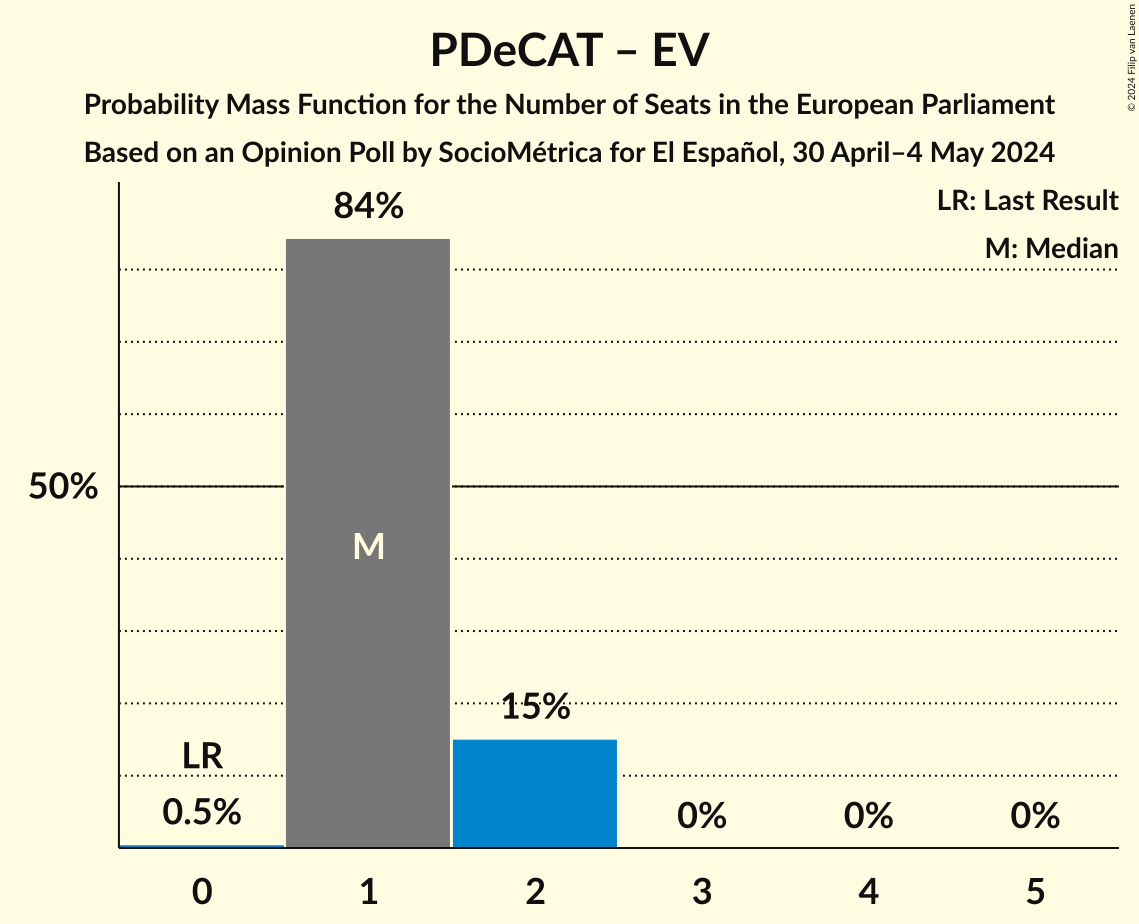 PDeCAT – EV
Probability Mass Function for the Number of Seats in the European Parliament
Based on an Opinion Poll by SocioMétrica for El Español, 30 April–4 May 2024
© 2024 Filip van Laenen
LR: Last Result
M: Median
84%
50%
M
15%
LR
0.5%
0%
0%
0%
0
1
2
3
4
5